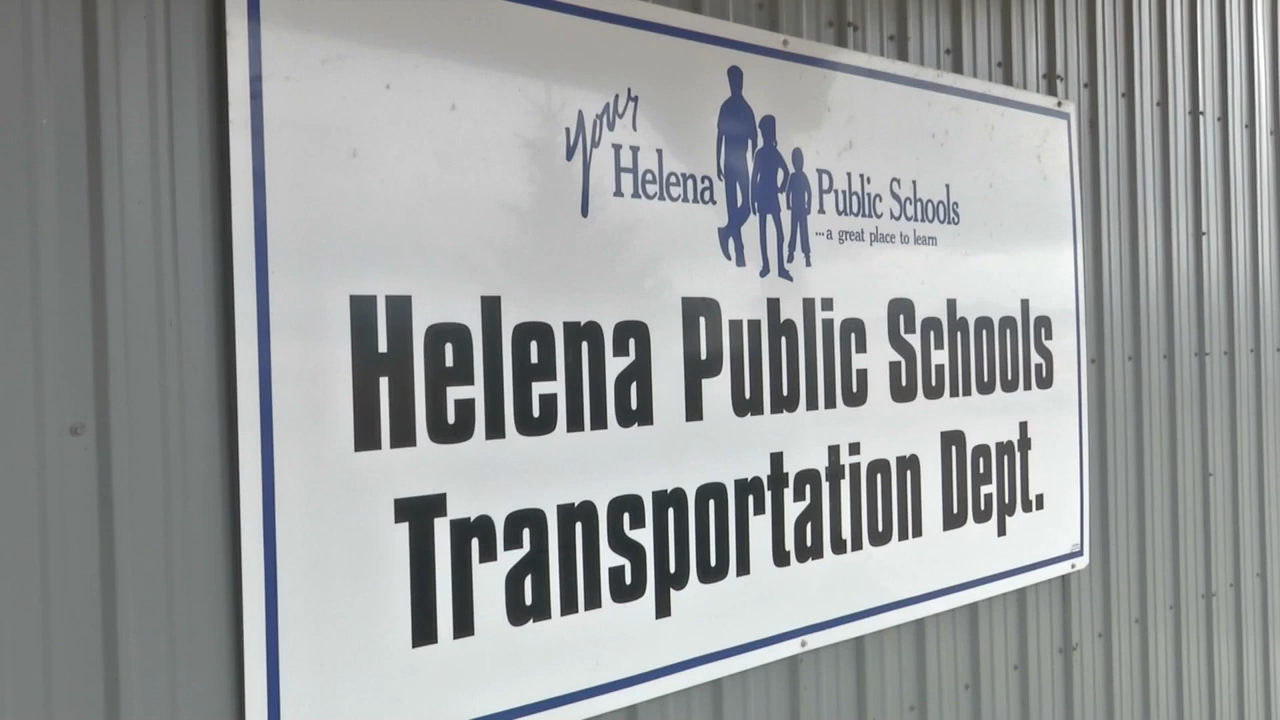 your
Helena Public Schools
...a great place to learn
Helena Public Schools
Transportation Dept.